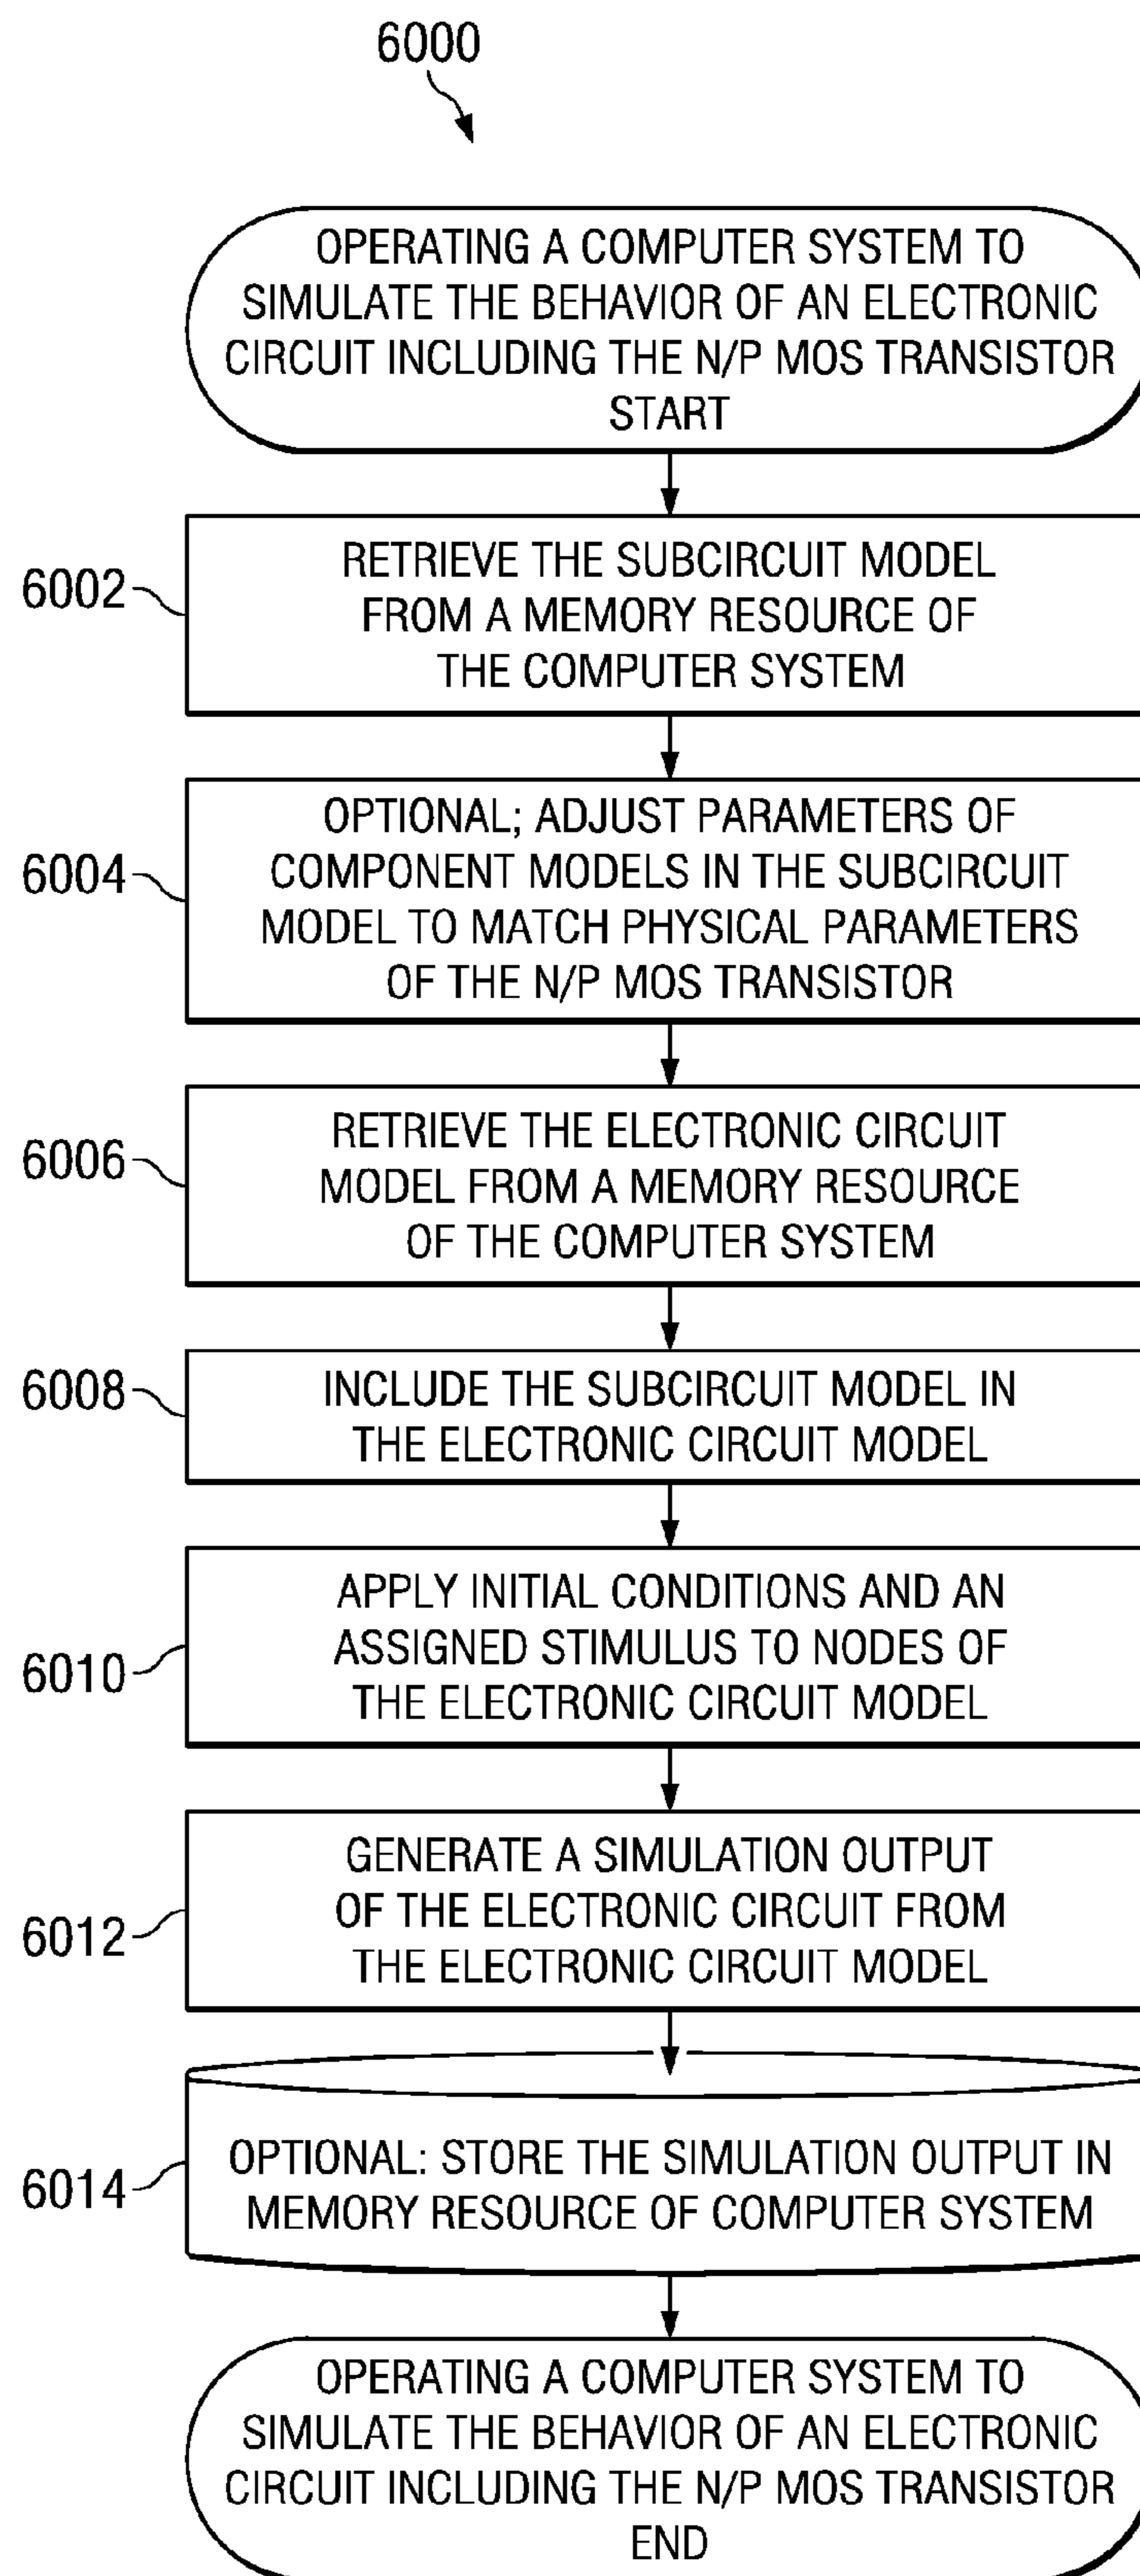 6000
OPERATING A COMPUTER SYSTEM TO
SIMULATE THE BEHAVIOR OF AN ELECTRONIC
CIRCUIT INCLUDING THE N/P MOS TRANSISTOR
START
6002
RETRIEVE THE SUBCIRCUIT MODEL
FROM A MEMORY RESOURCE OF
THE COMPUTER SYSTEM
6004
OPTIONAL; ADJUST PARAMETERS OF
COMPONENT MODELS IN THE SUBCIRCUIT
MODEL TO MATCH PHYSICAL PARAMETERS
OF THE N/P MOS TRANSISTOR
6006
RETRIEVE THE ELECTRONIC CIRCUIT
MODEL FROM A MEMORY RESOURCE
OF THE COMPUTER SYSTEM
6008
INCLUDE THE SUBCIRCUIT MODEL IN
THE ELECTRONIC CIRCUIT MODEL
6010
APPLY INITIAL CONDITIONS AND AN
ASSIGNED STIMULUS TO NODES OF
THE ELECTRONIC CIRCUIT MODEL
6012
GENERATE A SIMULATION OUTPUT
OF THE ELECTRONIC CIRCUIT FROM
THE ELECTRONIC CIRCUIT MODEL
6014
OPTIONAL: STORE THE SIMULATION OUTPUT IN
MEMORY RESOURCE OF COMPUTER SYSTEM
OPERATING A COMPUTER SYSTEM TO
SIMULATE THE BEHAVIOR OF AN ELECTRONIC
CIRCUIT INCLUDING THE N/P MOS TRANSISTOR
END